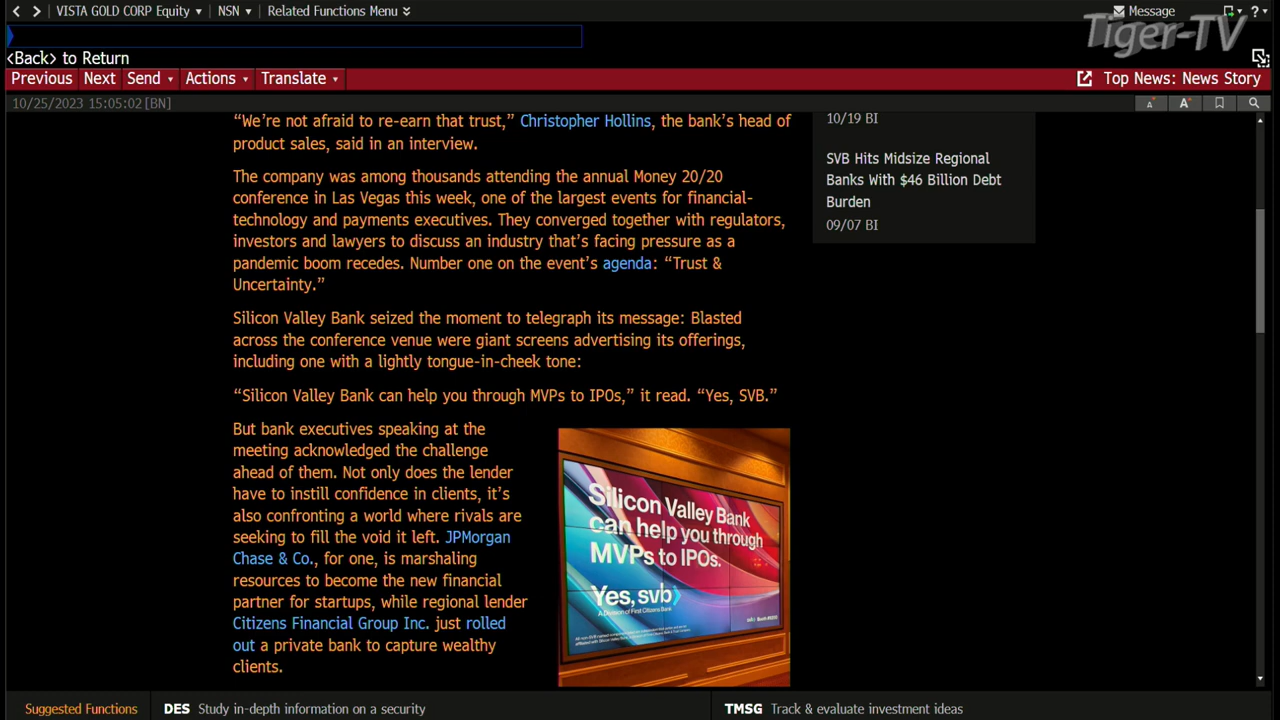 VISTA GOLD CORP Equity NSN Related Functions Menu Message ?
Tiger-TV
<Back> to Return
Previous Next Send Actions Translate Top News: News Story
10/25/2023 15:05:02 [BN] A A
“We’re not afraid to re-earn that trust,” Christopher Hollins, the bank’s head of
product sales, said in an interview.
The company was among thousands attending the annual Money 20/20
conference in Las Vegas this week, one of the largest events for financial-
technology and payments executives. They converged together with regulators,
investors and lawyers to discuss an industry that’s facing pressure as a
pandemic boom recedes. Number one on the event’s agenda: “Trust &
Uncertainty.”
Silicon Valley Bank seized the moment to telegraph its message: Blasted
across the conference venue were giant screens advertising its offerings,
including one with a lightly tongue-in-cheek tone:
“Silicon Valley Bank can help you through MVPs to IPOs,” it read. “Yes, SVB.”
But bank executives speaking at the
meeting acknowledged the challenge
ahead of them. Not only does the lender
have to instill confidence in clients, it’s
also confronting a world where rivals are
seeking to fill the void it left. JPMorgan
Chase & Co., for one, is marshaling
resources to become the new financial
partner for startups, while regional lender
Citizens Financial Group Inc. just rolled
out a private bank to capture wealthy
clients.
Silicon Valley Bank
can help you through
MVPs to IPOs.
Yes, svb
A Division of First Citizens Bank
10/19 BI
SVB Hits Midsize Regional
Banks With $46 Billion Debt
Burden
09/07 BI
Suggested Functions DES Study in-depth information on a security TMSG Track & evaluate investment ideas